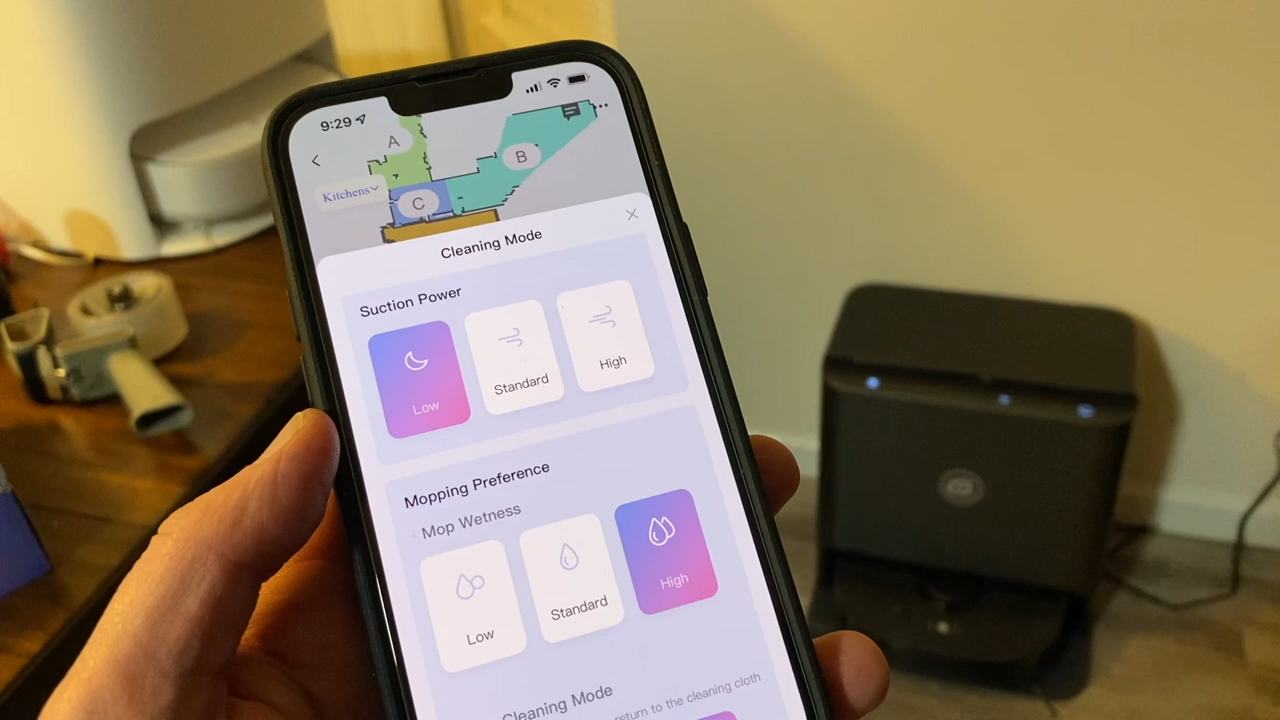 9:29
A
B
Kitchens
C
Cleaning Mode
Suction Power
Low
Standard
High
Mopping Preference
Mop Wetness
Low
Standard
High
Cleaning Mode
return to the cleaning cloth